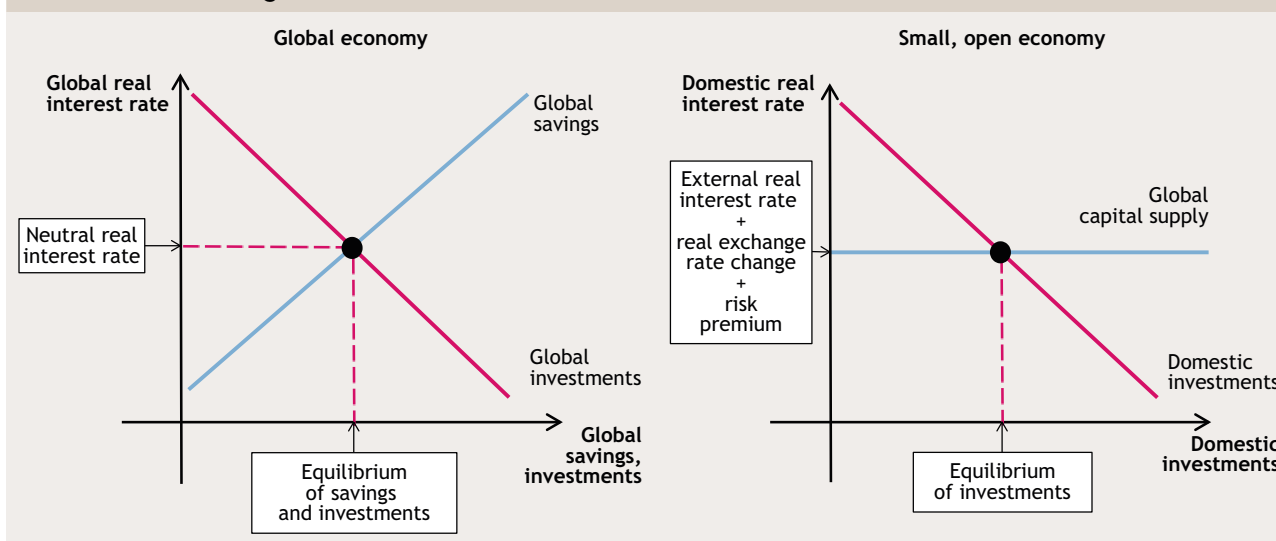 Global economy
Global real
interest rate
Global
savings
Neutral real
interest rate
Global
investments
Global
savings,
investments
Equilibrium
of savings
and investments
Small, open economy
Domestic real
interest rate
External real
interest rate
+
real exchange
rate change
+
risk
premium
Global
capital supply
Domestic
investments
Domestic
investments
Equilibrium
of investments